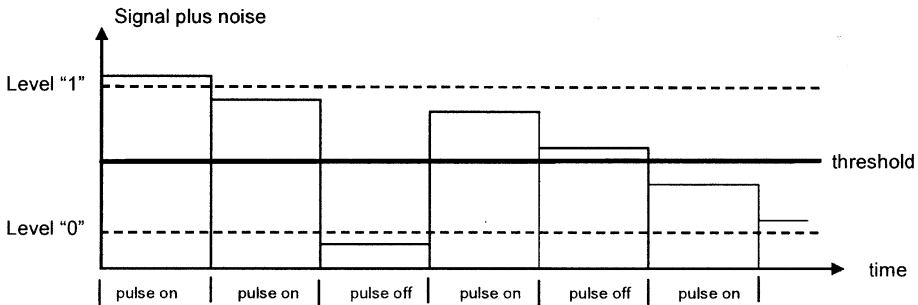 Signal plus noise
Level “1”
threshold
Level “0”
time
pulse on
pulse on
pulse off
pulse on
pulse off
pulse on